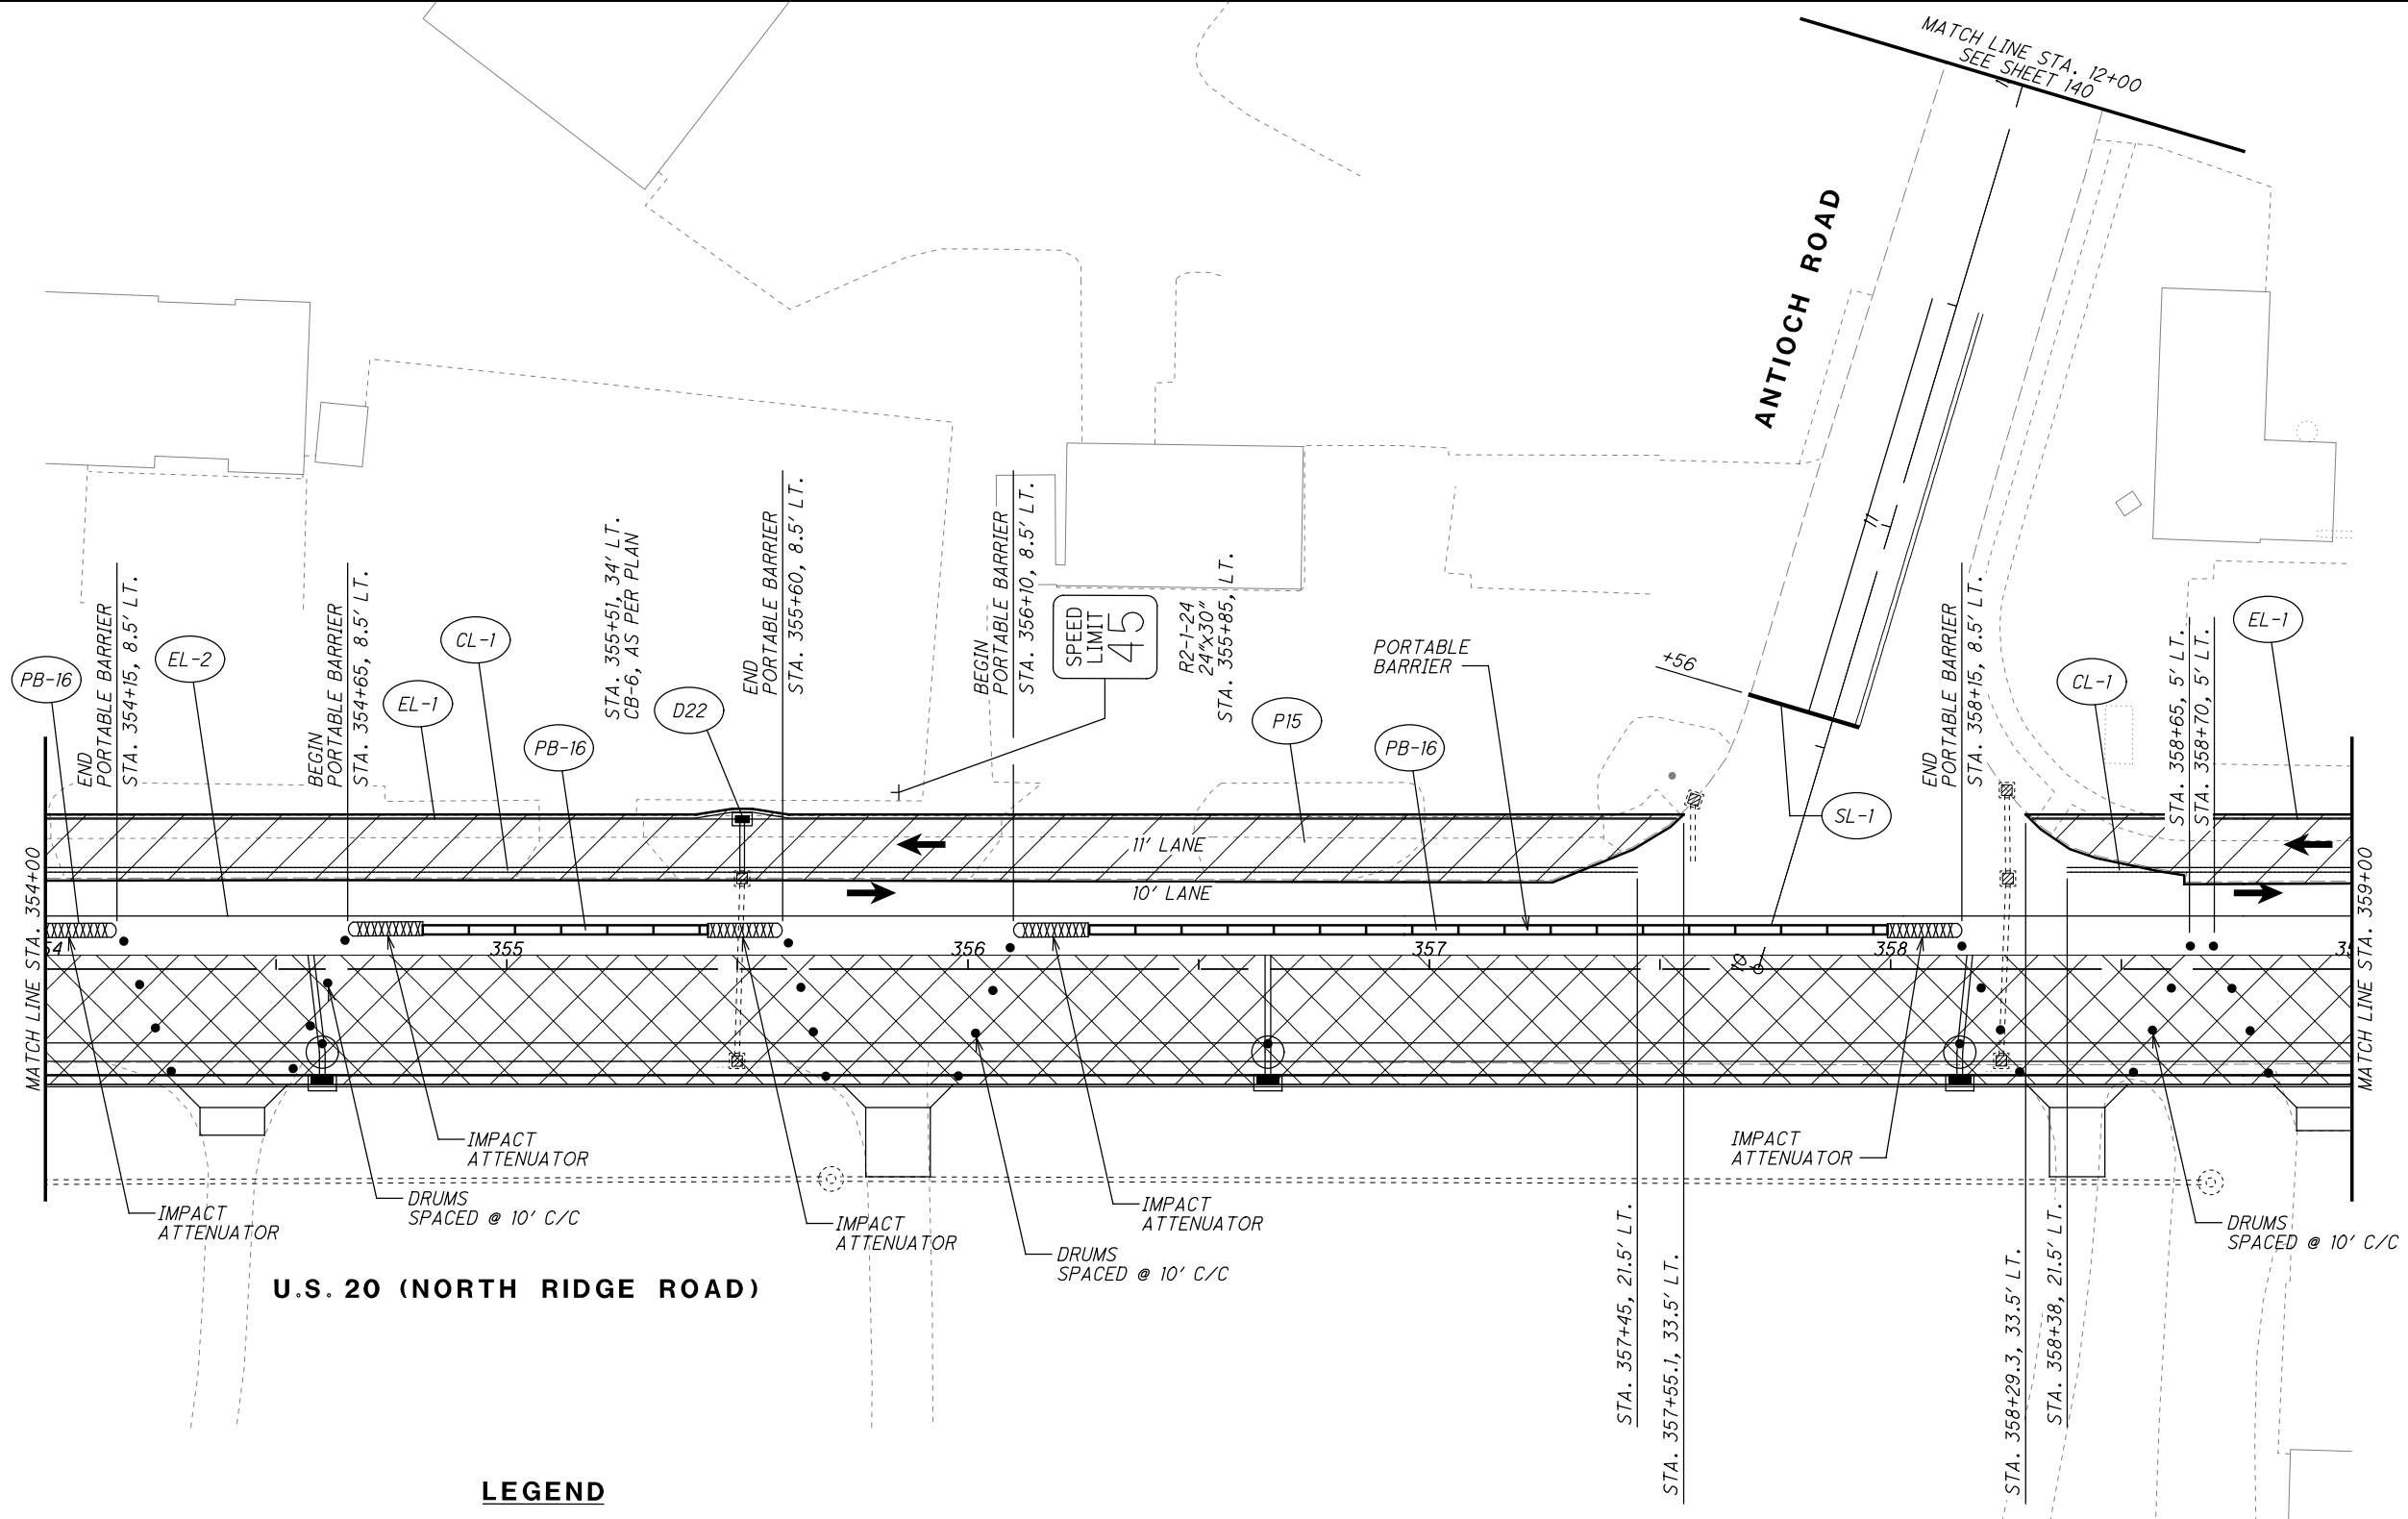 MATCH LINE STA. 12+00
SEE SHEET 140
ANTIOCH ROAD
11
+56
10
PB-16
END
PORTABLE BARRIER
STA. 354+15, 8.5' LT.
EL-2
BEGIN
PORTABLE BARRIER
STA. 354+65, 8.5' LT.
EL-1
CL-1
PB-16
STA. 355+51, 34' LT.
CB-6, AS PER PLAN
D22
END
PORTABLE BARRIER
STA. 355+60, 8.5' LT.
BEGIN
PORTABLE BARRIER
STA. 356+10, 8.5' LT.
SPEED
LIMIT
45
R2-1-24
24"x30"
STA. 355+85, LT.
P15
PORTABLE
BARRIER
PB-16
SL-1
END
PORTABLE BARRIER
STA. 358+15, 8.5' LT.
CL-1
STA. 358+65, 5' LT.
STA. 358+70, 5' LT.
EL-1
11' LANE
10' LANE
MATCH LINE STA. 354+00
54
355
356
357
358
35
MATCH LINE STA. 359+00
IMPACT
ATTENUATOR
IMPACT
ATTENUATOR
DRUMS
SPACED @ 10' C/C
IMPACT
ATTENUATOR
DRUMS
SPACED @ 10' C/C
IMPACT
ATTENUATOR
IMPACT
ATTENUATOR
DRUMS
SPACED @ 10' C/C
STA. 357+45, 21.5' LT.
STA. 357+55.1, 33.5' LT.
STA. 358+29.3, 33.5' LT.
STA. 358+38, 21.5' LT.
U.S. 20 (NORTH RIDGE ROAD)
LEGEND